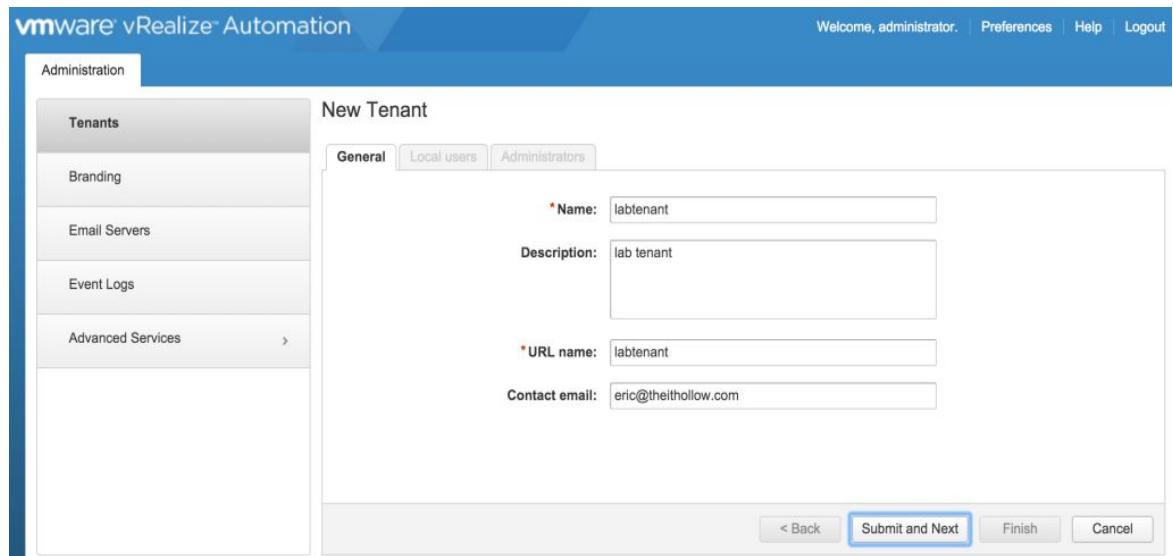 vmware vRealize™ Automation
Welcome, administrator. Preferences Help Logout
Administration
Tenants
Branding
Email Servers
Event Logs
Advanced Services >
New Tenant
General Local users Administrators
*Name: labtenant
Description: lab tenant
*URL name: labtenant
Contact email: eric@theithollow.com
< Back Submit and Next Finish Cancel